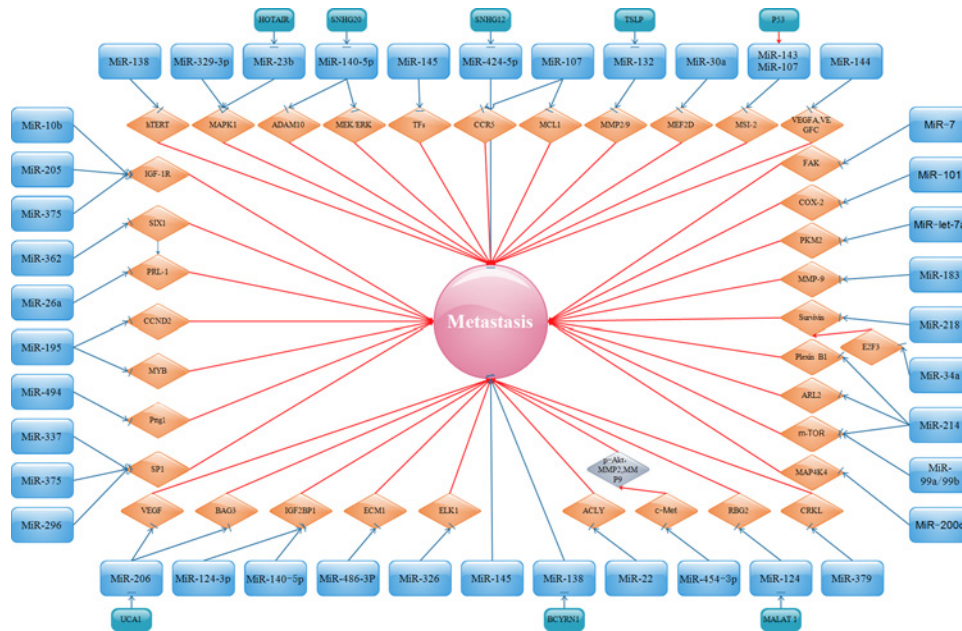 HOTAIR
SNHG20
SNHG12
TSLP
P53
MiR-138
MiR-329-3p
MiR-23b
MiR-140-5p
MiR-145
MiR-424-5p
MiR-107
MiR-132
MiR-30a
MiR-143
MiR-107
MiR-144
hTERT
MAPK1
ADAM10
MEK/ERK
TFs
CCR5
MCL1
MMP2/9
MEF2D
MSI-2
VEGFA,VE
GFC
MiR-10b
MiR-205
MiR-375
MiR-362
MiR-26a
MiR-195
MiR-494
MiR-337
MiR-375
MiR-296
IGF-1R
SIX1
PRL-1
CCND2
MYB
SP1
Metastasis
FAK
COX-2
PKM2
MMP-9
Survivin
E2F3
Plexin B1
ARL2
m-TOR
MAP4K4
MiR-7
MiR-101
MiR-let-7a
MiR-183
MiR-218
MiR-34a
MiR-214
MiR-
99a/99b
p-Akt,
MMP2,MM
P9
VEGF
BAG3
IGF2BP1
ECM1
ELK1
ACLY
c-Met
RBG2
CRKL
MiR-206
MiR-124-3p
MiR-140-5p
MiR-486-3P
MiR-326
MiR-145
MiR-138
MiR-22
MiR-454-3p
MiR-124
MiR-379
UCA1
BCYRN1
MALAT 1